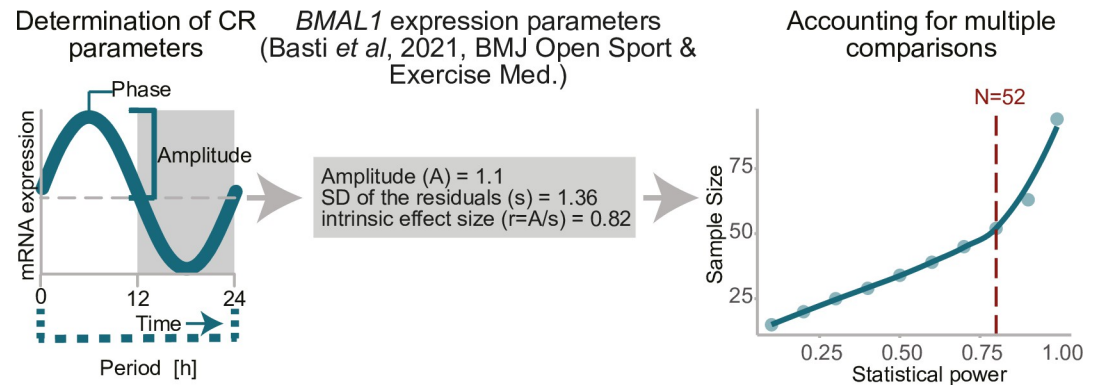 Determination of CR
parameters
Phase
Amplitude
mRNA expression
0
12
24
Time
Period [h]
BMAL1 expression parameters
(Basti et al, 2021, BMJ Open Sport &
Exercise Med.)
Amplitude (A) = 1.1
SD of the residuals (s) = 1.36
intrinsic effect size (r=A/s) = 0.82
Accounting for multiple
comparisons
N=52
Sample Size
75
50
25
0.25
0.50
0.75
1.00
Statistical power